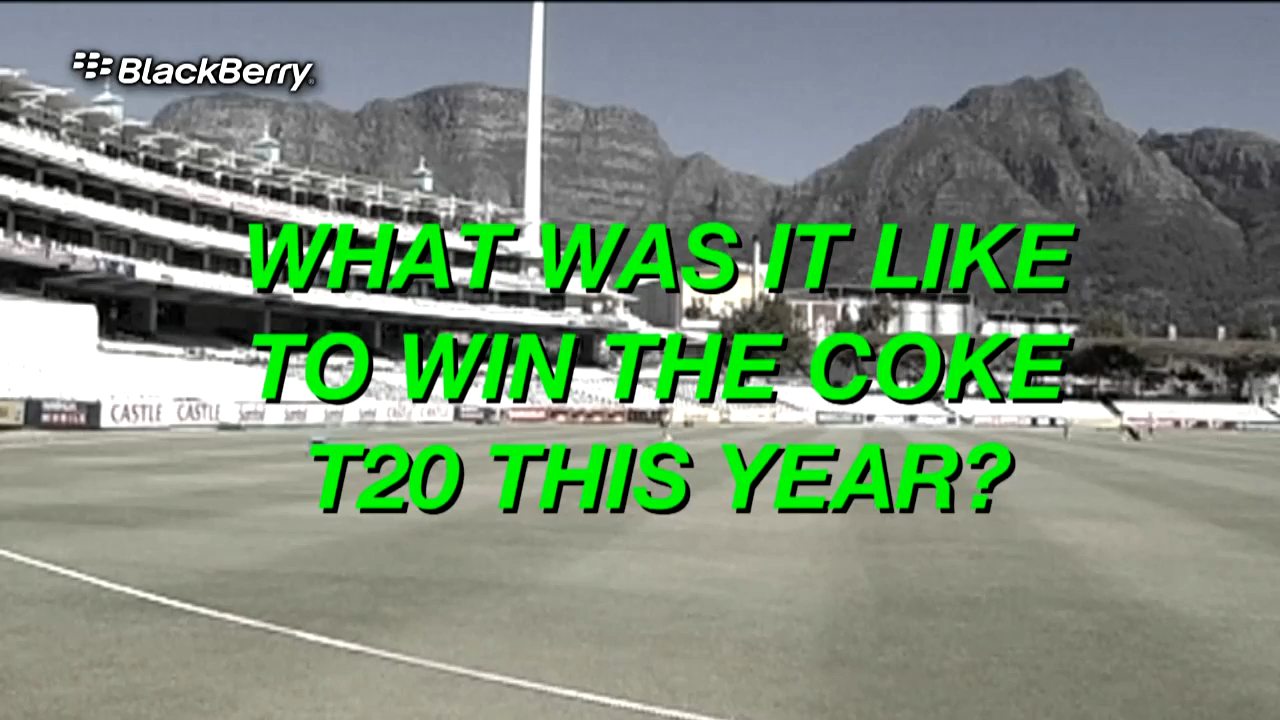 BlackBerry
WHAT WAS IT LIKE
TO WIN THE COKE
T20 THIS YEAR?
CASTLE CASTLE